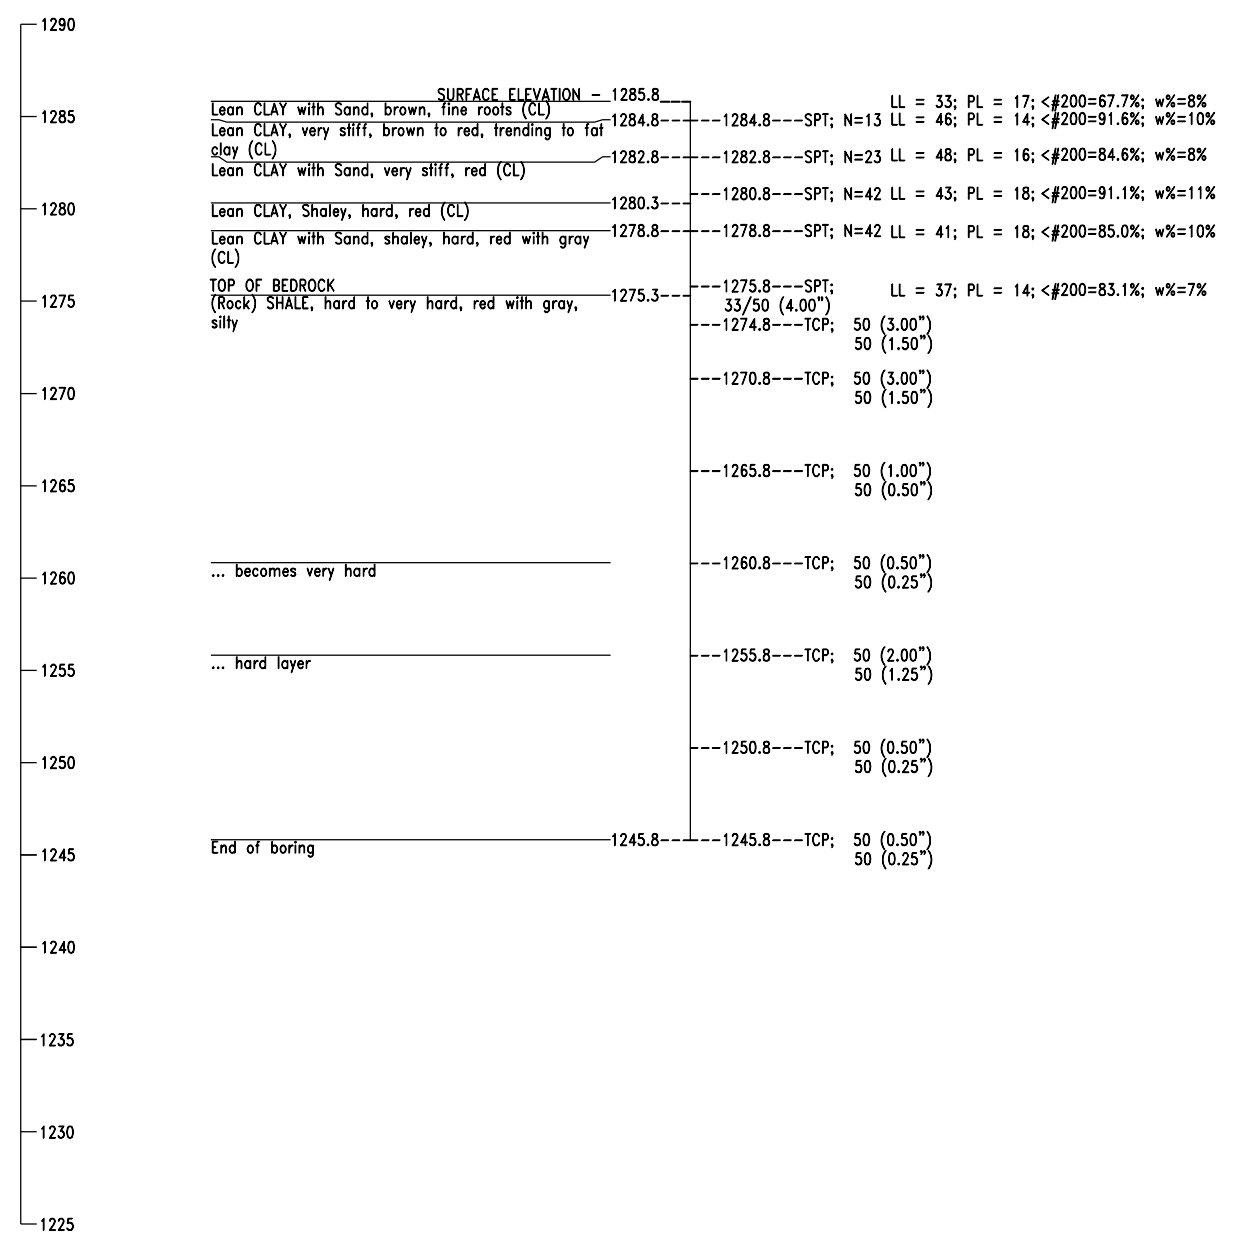 1290
SURFACE ELEVATION - 1285.8
Lean CLAY with Sand, brown, fine roots (CL)
LL = 33; PL = 17; <#200=67.7%; w%=8%
1285
1284.8---1284.8---SPT; N=13 LL = 46; PL = 14; <#200=91.6%; w%=10%
Lean CLAY, very stiff, brown to red, trending to fat
clay (CL)
1282.8---1282.8---SPT; N=23 LL = 48; PL = 16; <#200=84.6%; w%=8%
Lean CLAY with Sand, very stiff, red (CL)
---1280.8---SPT; N=42 LL = 43; PL = 18; <#200=91.1%; w%=11%
1280.3---
1280
Lean CLAY, Shaley, hard, red (CL)
1278.8---1278.8---SPT; N=42 LL = 41; PL = 18; <#200=85.0%; w%=10%
Lean CLAY with Sand, shaley, hard, red with gray
(CL)
TOP OF BEDROCK
---1275.8---SPT; LL = 37; PL = 14; <#200=83.1%; w%=7%
33/50 (4.00")
1275.3---
1275
(Rock) SHALE, hard to very hard, red with gray,
silty
---1274.8---TCP; 50 (3.00")
50 (1.50")
---1270.8---TCP; 50 (3.00")
50 (1.50")
1270
---1265.8---TCP; 50 (1.00")
50 (0.50")
1265
---1260.8---TCP; 50 (0.50")
50 (0.25")
... becomes very hard
1260
---1255.8---TCP; 50 (2.00")
50 (1.25")
... hard layer
1255
---1250.8---TCP; 50 (0.50")
50 (0.25")
1250
1245.8---1245.8---TCP; 50 (0.50")
50 (0.25")
End of boring
1245
1240
1235
1230
1225